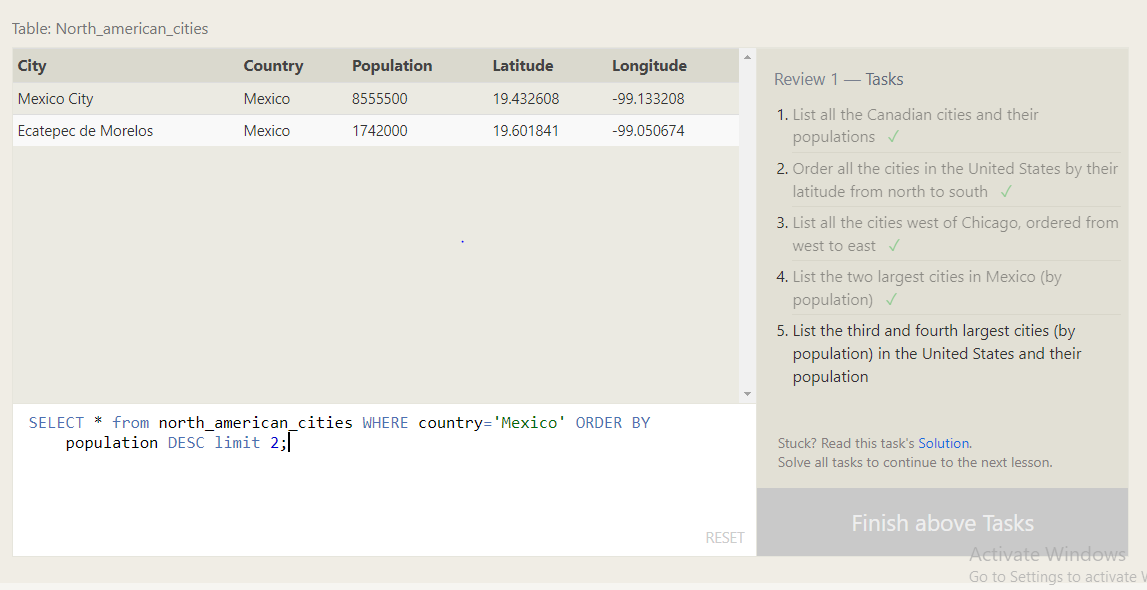 Table: North_american_cities
City Country Population Latitude Longitude
Mexico City Mexico 8555500 19.432608 -99.133208
Ecatepec de Morelos Mexico 1742000 19.601841 -99.050674
SELECT * from north_american_cities WHERE country='Mexico' ORDER BY
population DESC limit 2;
RESET
Review 1 — Tasks
1. List all the Canadian cities and their
populations ✓
2. Order all the cities in the United States by their
latitude from north to south ✓
3. List all the cities west of Chicago, ordered from
west to east ✓
4. List the two largest cities in Mexico (by
population) ✓
5. List the third and fourth largest cities (by
population) in the United States and their
population
Stuck? Read this task's Solution.
Solve all tasks to continue to the next lesson.
Finish above Tasks
Activate Windows
Go to Settings to activate W